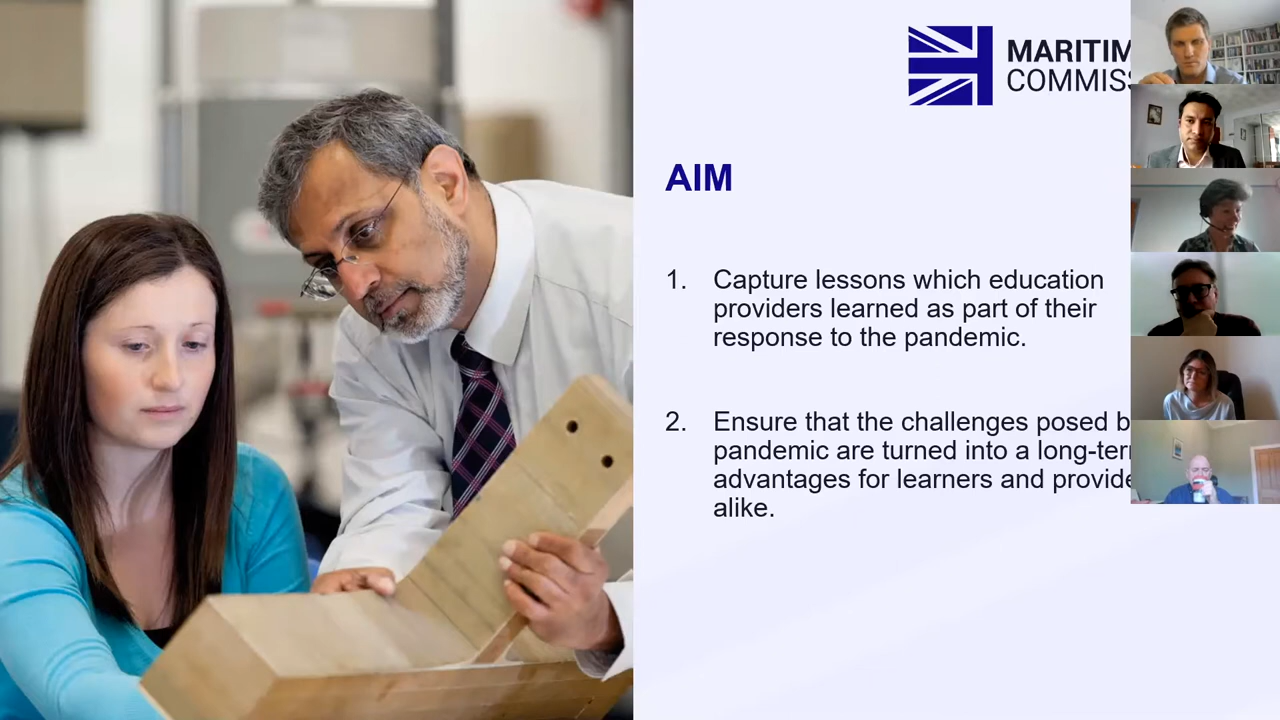 MARITIM
COMMISS
AIM
1. Capture lessons which education
providers learned as part of their
response to the pandemic.
2. Ensure that the challenges posed b
pandemic are turned into a long-ter
advantages for learners and provide
alike.